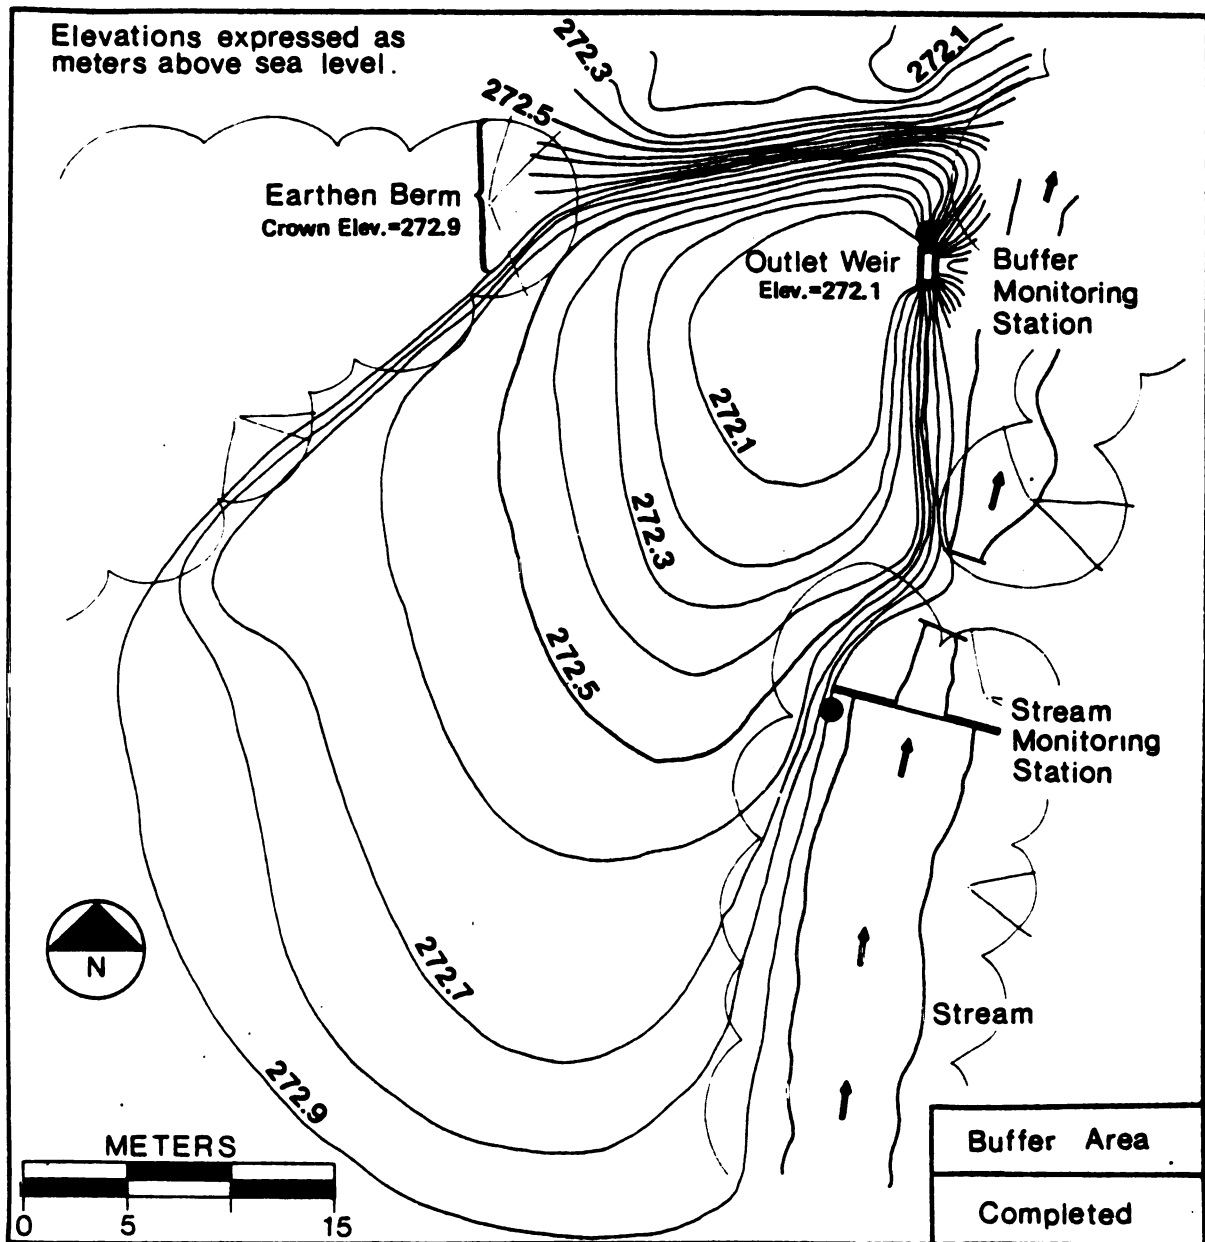 Elevations expressed as
meters above sea level.
272.3
272.1
272.5
Earthen Berm
Crown Elev.=272.9
Outlet Weir
Elev.=272.1
Buffer
Monitoring
Station
272.1
272.3
272.5
Stream
Monitoring
Station
272.7
N
Stream
272.9
METERS
0 5 15
Buffer Area
Completed